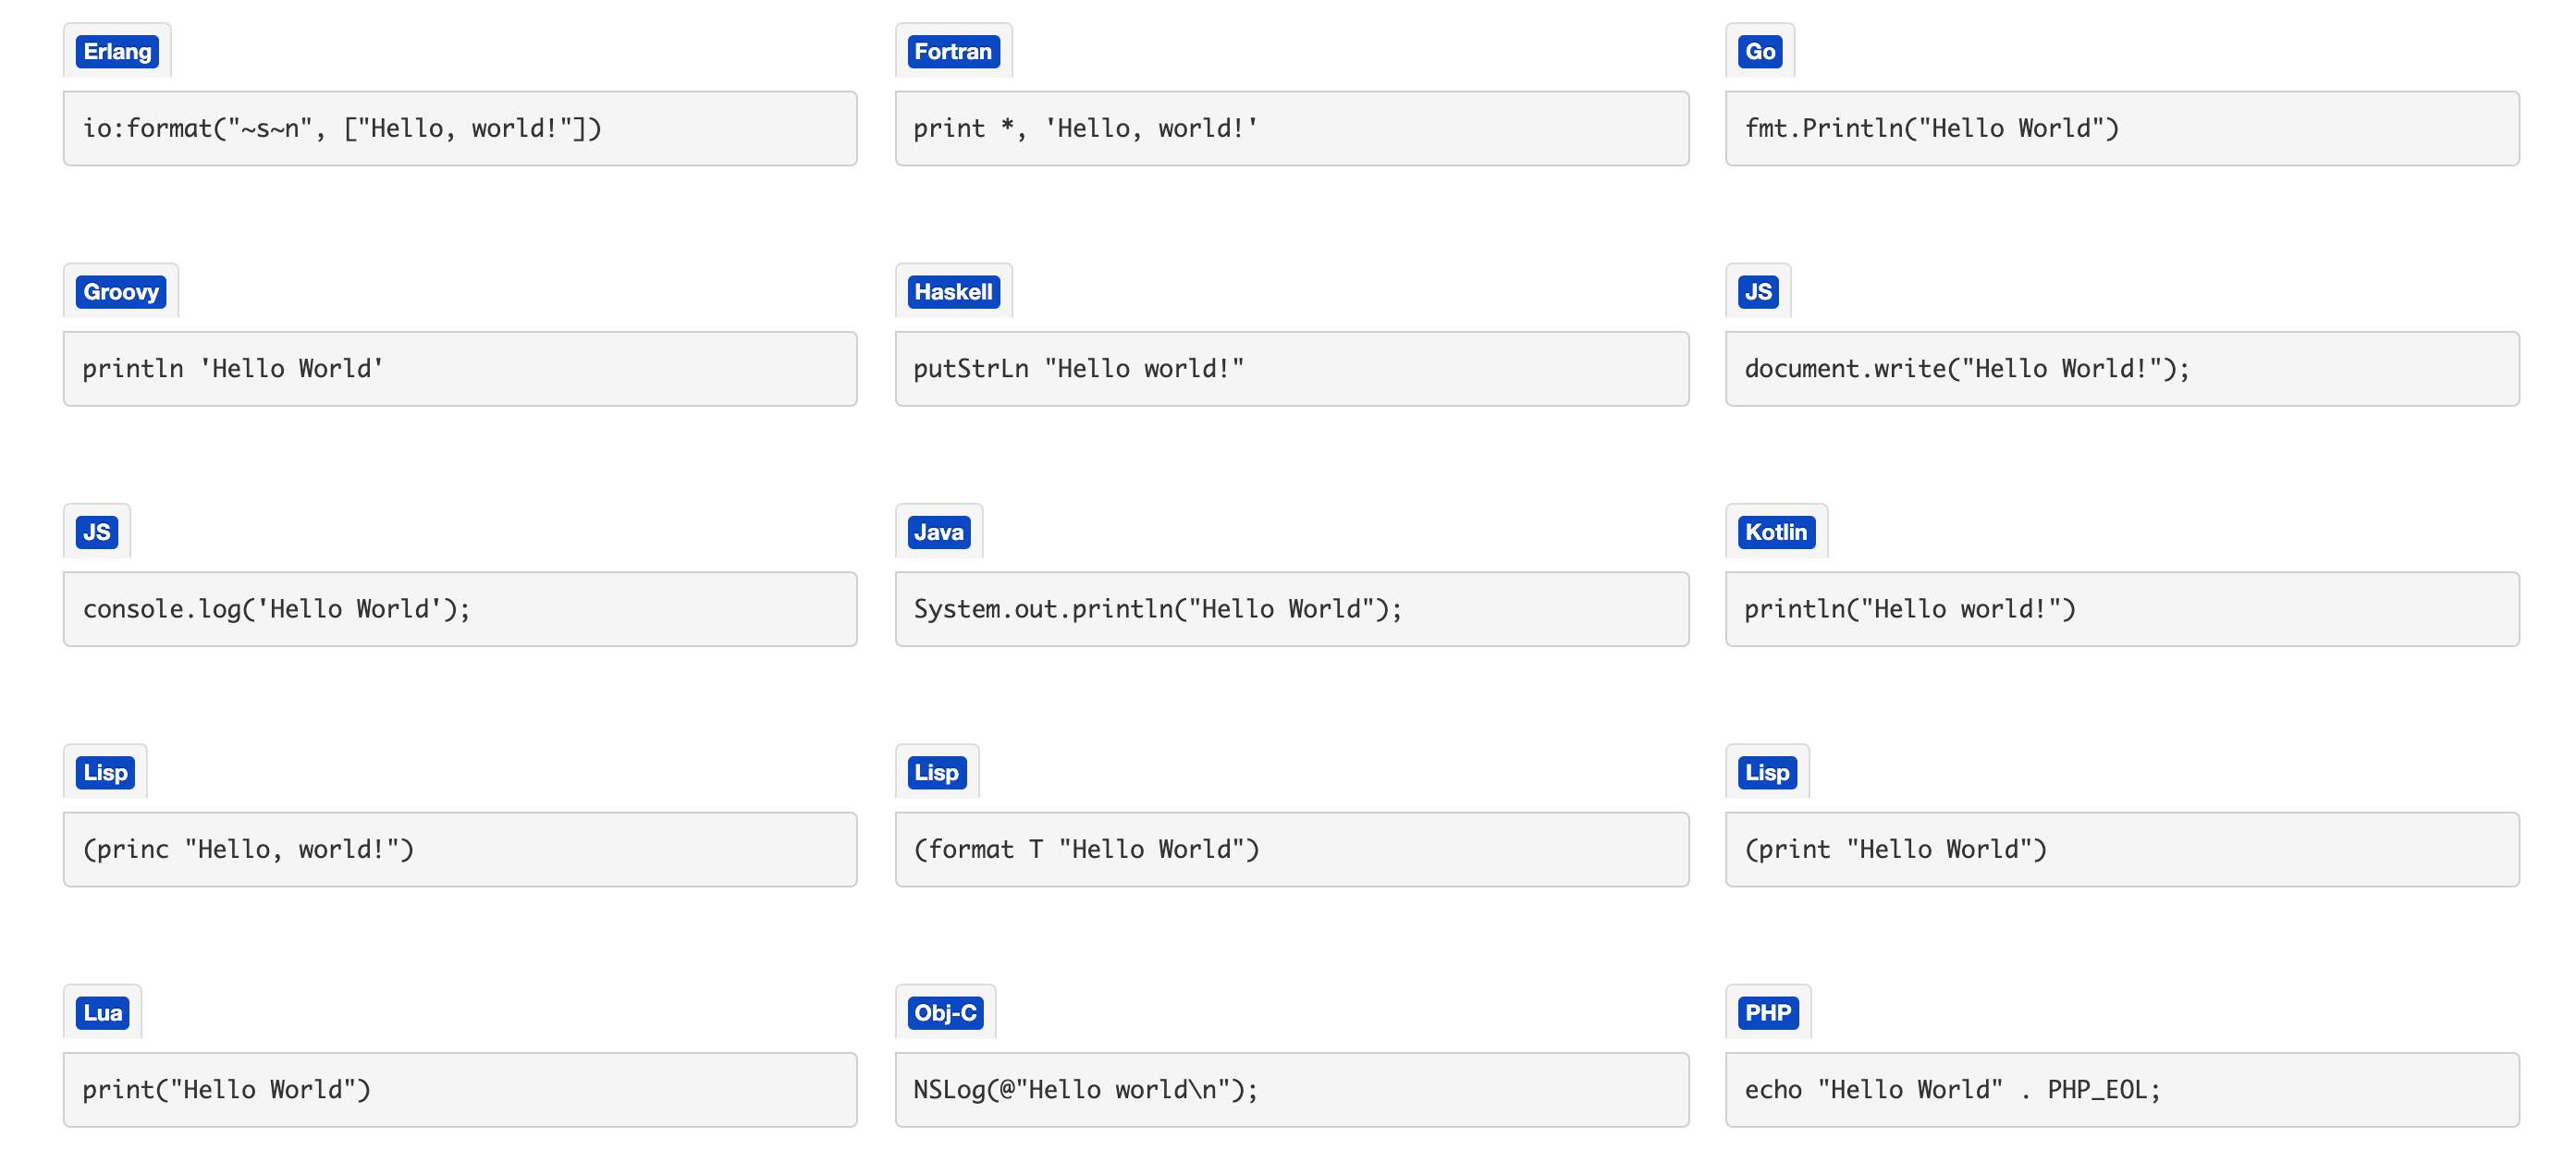 Erlang
io:format("~s~n", ["Hello, world!"])
Fortran
print *, 'Hello, world!'
Go
fmt.Println("Hello World")
Groovy
println 'Hello World'
Haskell
putStrLn "Hello world!"
JS
document.write("Hello World!");
JS
console.log('Hello World');
Java
System.out.println("Hello World");
Kotlin
println("Hello world!")
Lisp
(princ "Hello, world!")
Lisp
(format T "Hello World")
Lisp
(print "Hello World")
Lua
print("Hello World")
Obj-C
NSLog(@"Hello world\n");
PHP
echo "Hello World" . PHP_EOL;